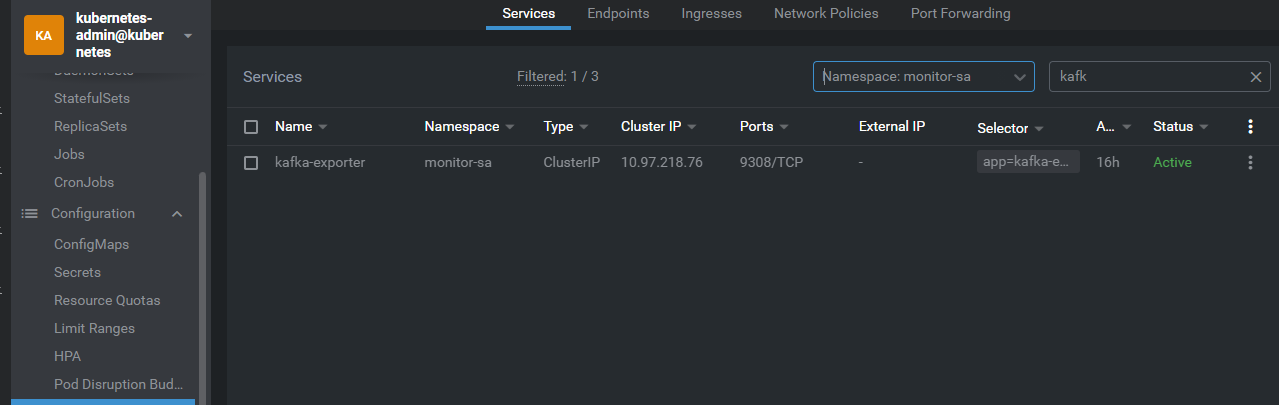 KA
kubernetes-
admin@kuber
netes
DaemonSets
StatefulSets
ReplicaSets
Jobs
CronJobs
Configuration
ConfigMaps
Secrets
Resource Quotas
Limit Ranges
HPA
Pod Disruption Bud...
Services Endpoints Ingresses Network Policies Port Forwarding
Services Filtered: 1 / 3 Namespace: monitor-sa kafk
Name Namespace Type Cluster IP Ports External IP Selector A... Status
kafka-exporter monitor-sa ClusterIP 10.97.218.76 9308/TCP - app=kafka-e... 16h Active